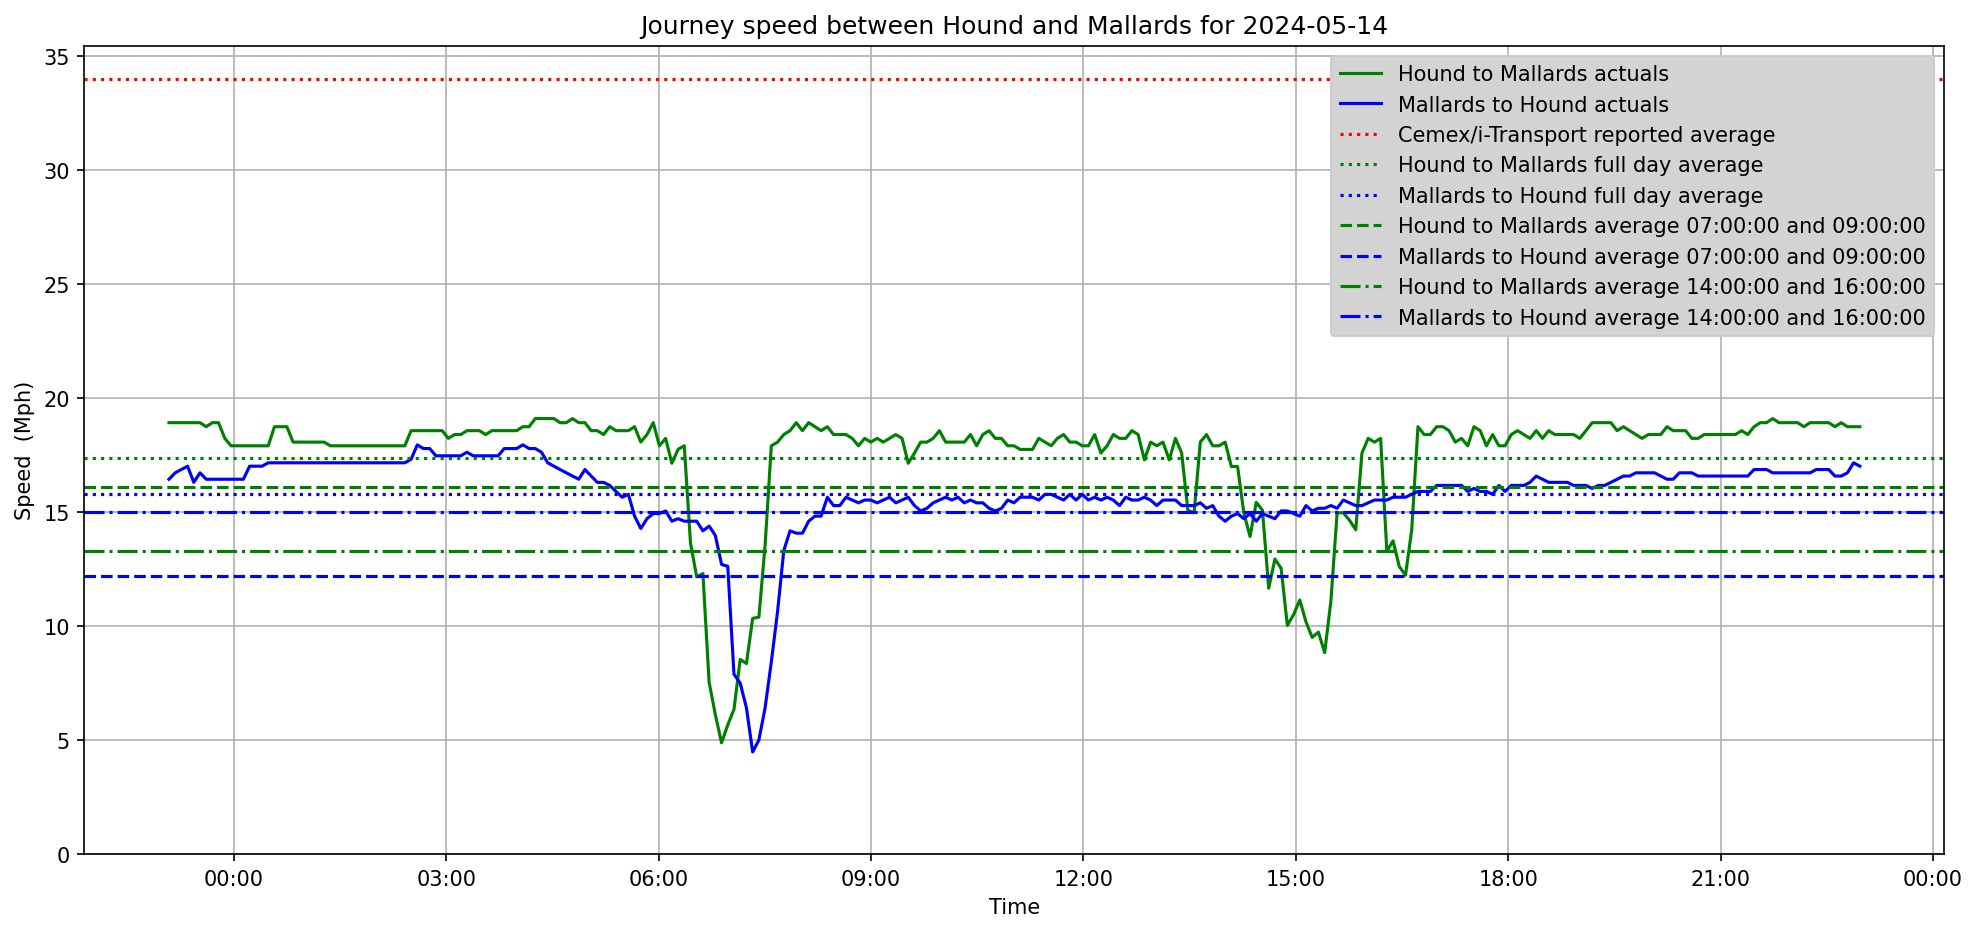 Journey speed between Hound and Mallards for 2024-05-14
35
30
25
20
15
10
5
0
Speed (Mph)
Hound to Mallards actuals
Mallards to Hound actuals
Cemex/i-Transport reported average
Hound to Mallards full day average
Mallards to Hound full day average
Hound to Mallards average 07:00:00 and 09:00:00
Mallards to Hound average 07:00:00 and 09:00:00
Hound to Mallards average 14:00:00 and 16:00:00
Mallards to Hound average 14:00:00 and 16:00:00
00:00 03:00 06:00 09:00 12:00 15:00 18:00 21:00 00:00
Time